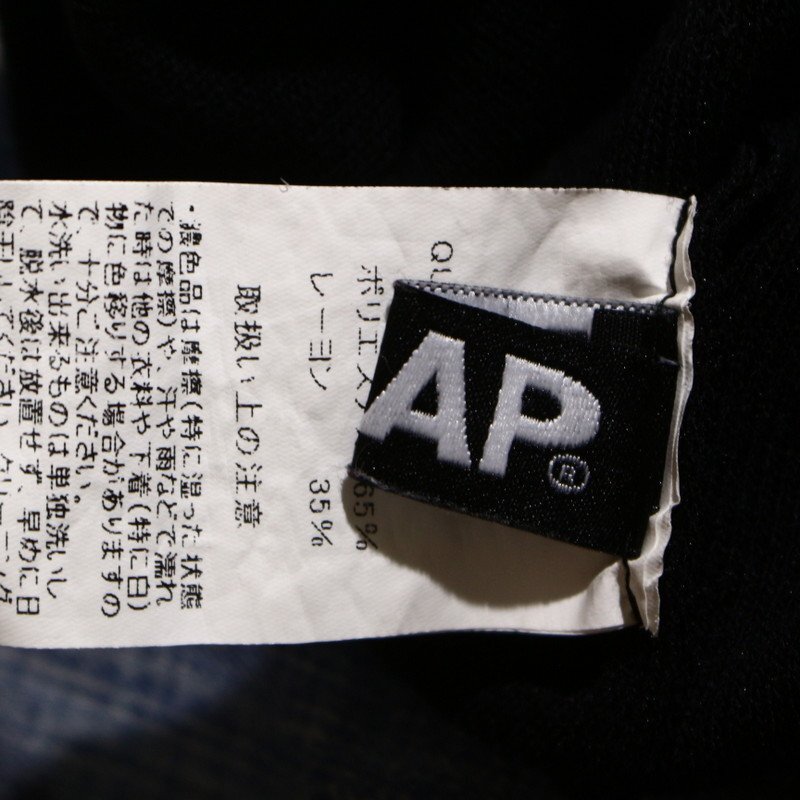 QU
ポリエス 65%
レーヨン 35%
取扱い上の注意
・濃色品は摩擦(特に湿った状態
での摩擦)や、汗や雨などで濡れ
た時は他の衣料や下着(特に白)
物に色移りする場合がありますの
で、十分ご注意ください。
水洗い出来るものは単独洗いし
て、脱水後は放置せず、早めに日
AP®